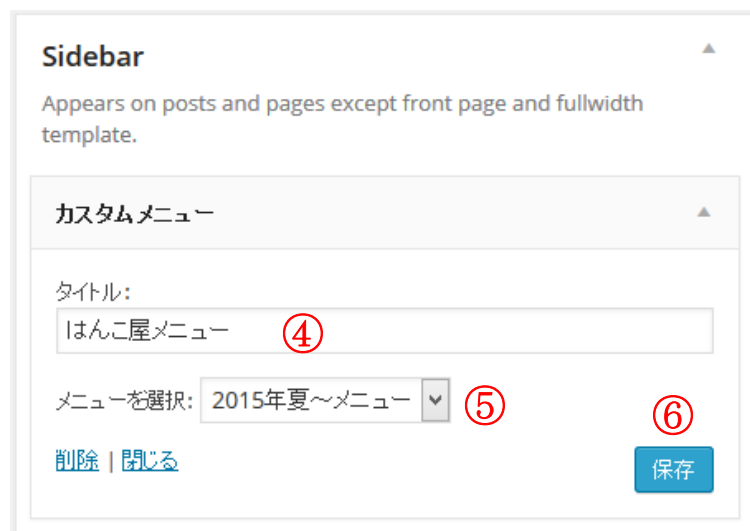 Sidebar
Appears on posts and pages except front page and fullwidth
template.
カスタムメニュー
タイトル:
はんこ屋メニュー ④
メニューを選択: 2015年夏～メニュー ⑤
⑥
削除 | 閉じる
保存